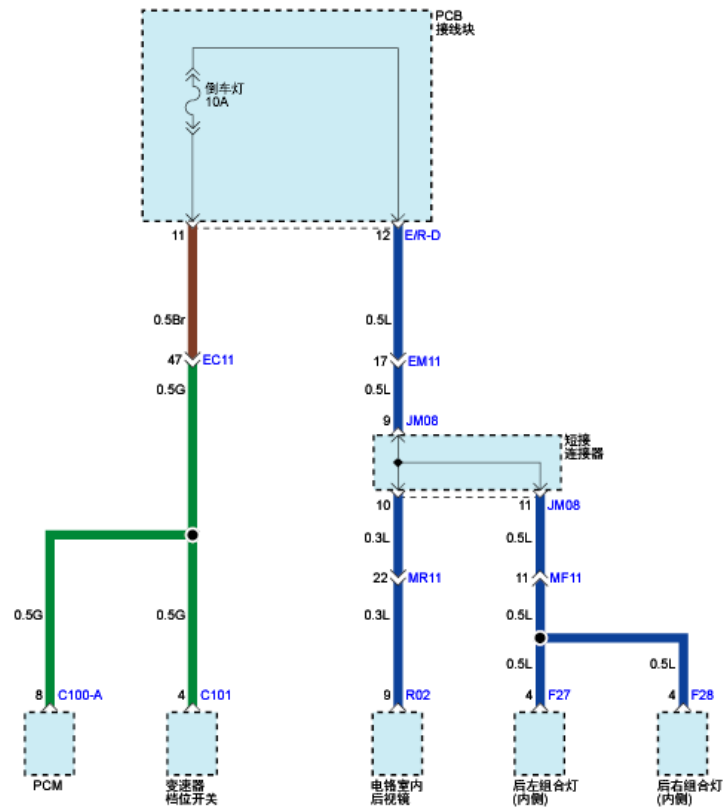 PCB
接线块
倒车灯
10A
11
12 E/R-D
0.5Br
0.5L
47 EC11
17 EM11
0.5G
0.5L
9 JM08
短接
连接器
10
11 JM08
0.3L
0.5L
22 MR11
11 MF11
0.5G
0.5G
0.3L
0.5L
0.5L
0.5L
8 C100-A
4 C101
9 R02
4 F27
4 F28
PCM
变速器
档位开关
电铬室内
后视镜
后左组合灯
(内侧)
后右组合灯
(内侧)